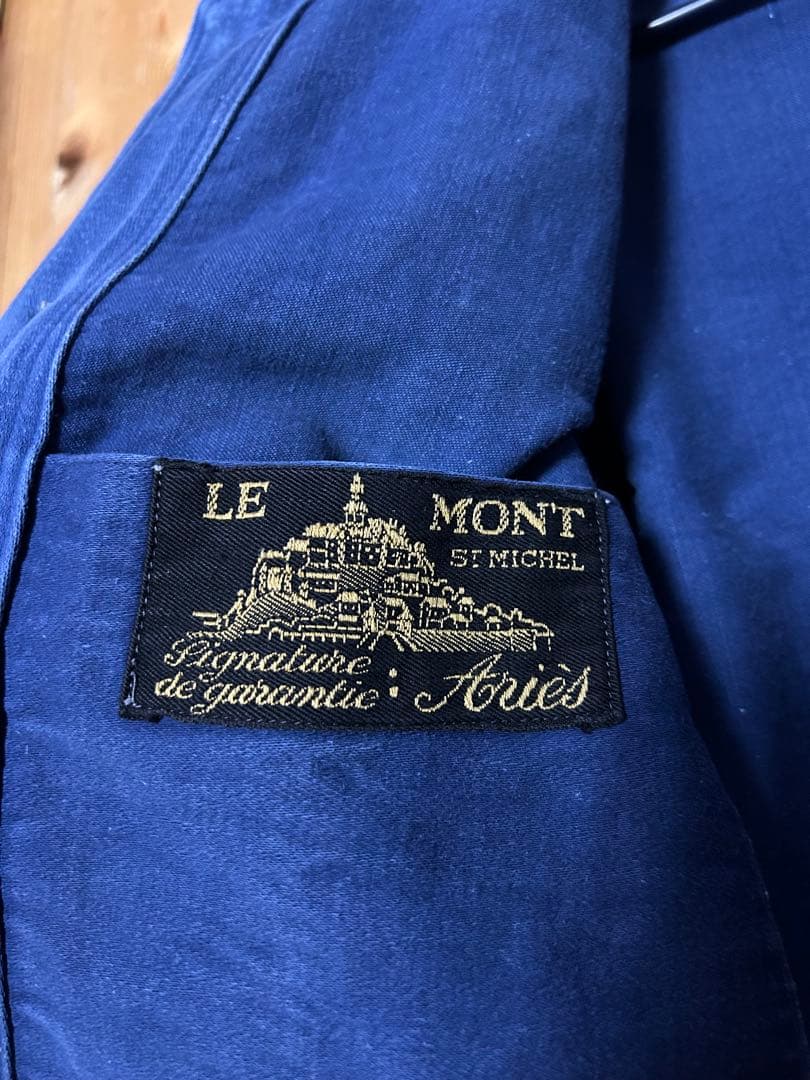 LE MONT
ST MICHEL
Signature
de garantie : Ariès